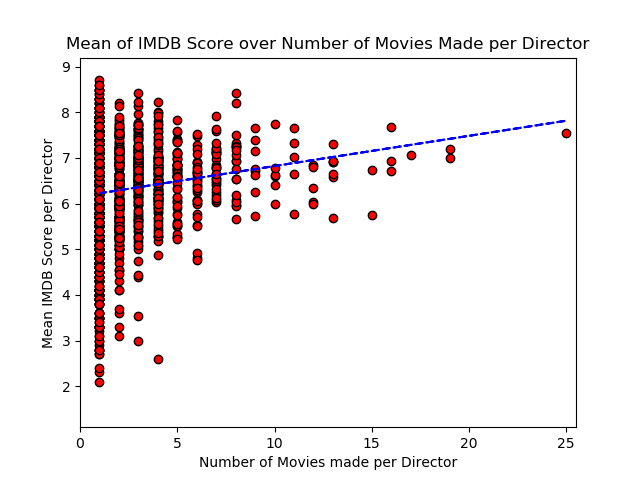 Mean of IMDB Score over Number of Movies Made per Director
9
8
7
6
5
4
3
2
Mean IMDB Score per Director
0 5 10 15 20 25
Number of Movies made per Director